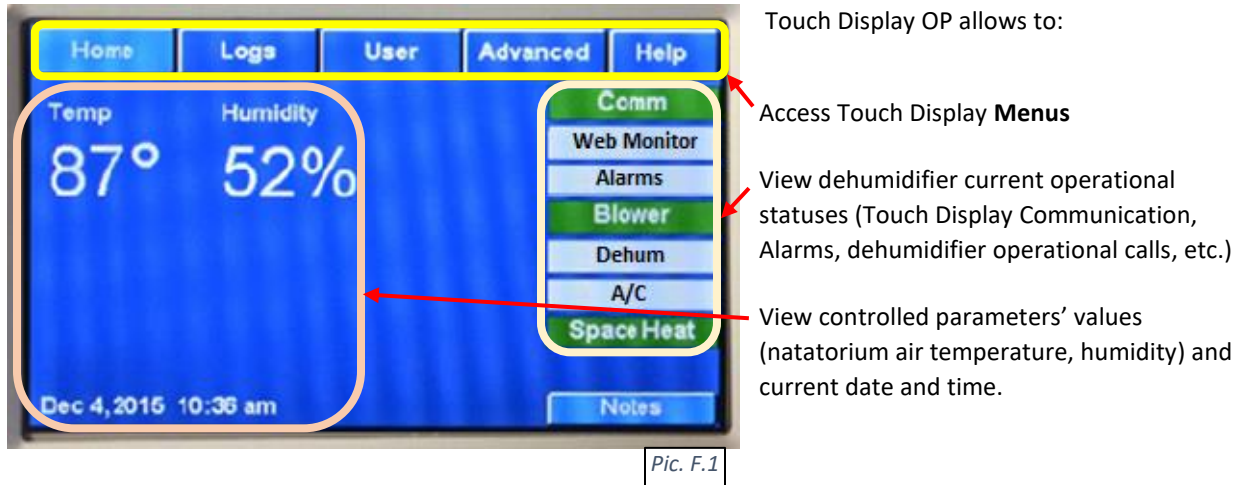 Touch Display OP allows to:
Home Logs User Advanced Help
Access Touch Display Menus
Temp Humidity
87° 52%
Comm
Web Monitor
Alarms
Blower
Dehum
A/C
Space Heat
View dehumidifier current operational
statuses (Touch Display Communication,
Alarms, dehumidifier operational calls, etc.)
View controlled parameters’ values
(natatorium air temperature, humidity) and
current date and time.
Dec 4,2015 10:36 am
Notes
Pic. F.1